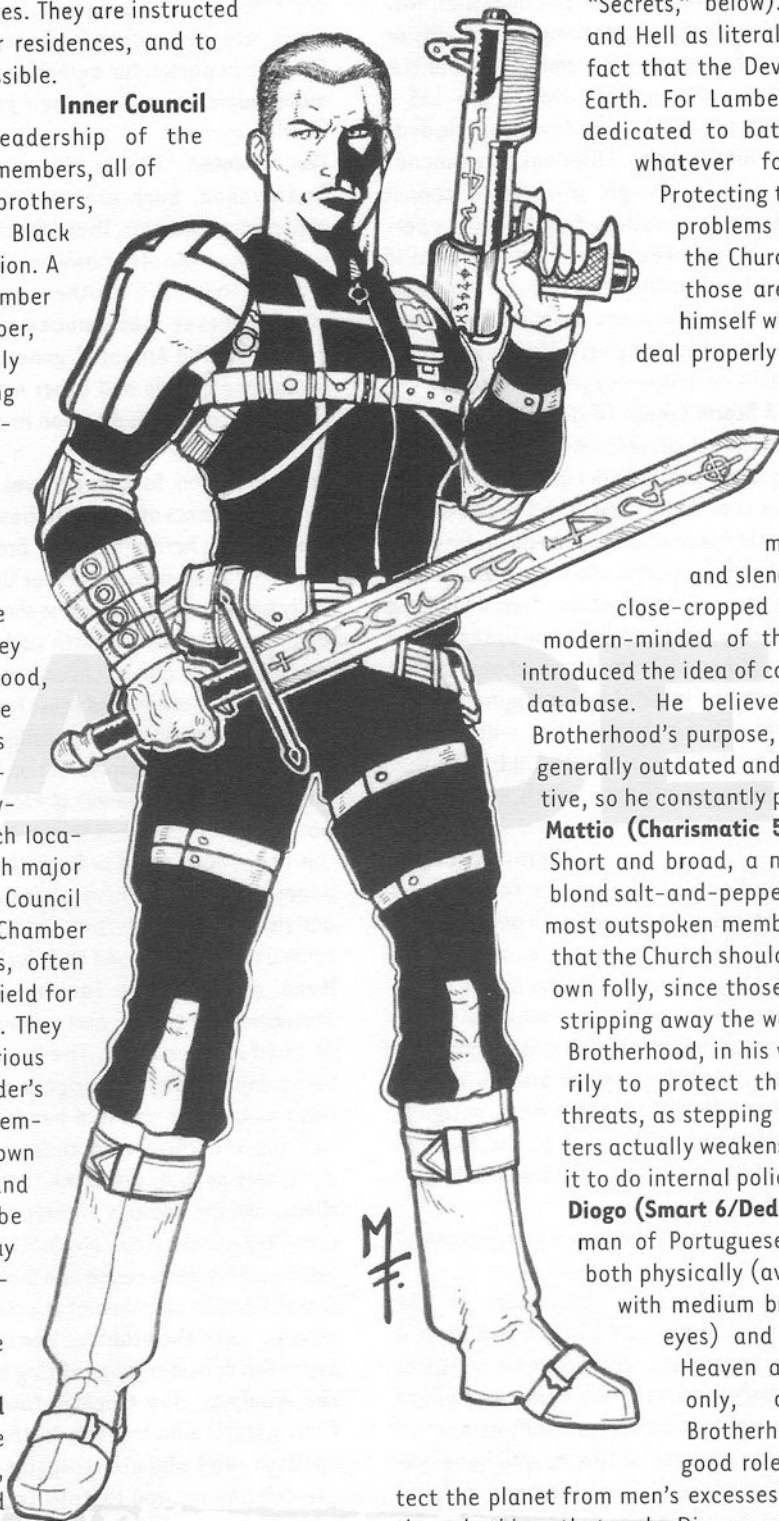 es. They are instructed
r residences, and to
ssible.
Inner Council
eadership of the
members, all of
brothers,
Black
ion. A
mber
ber,
ly
ng
-
e
ey
ood,
e
s
-
-
ch loca-
h major
Council
Chamber
s, often
ield for
. They
rious
der's
em-
own
nd
be
ay
-
e
d
e
,
d
"Secrets," below).
and Hell as literal
fact that the Dev
Earth. For Lambe
dedicated to bat
whatever fo
Protecting t
problems
the Churc
those are
himself w
deal properly
m
and slend
close-cropped
modern-minded of th
introduced the idea of co
database. He believe
Brotherhood's purpose,
generally outdated and
tive, so he constantly p
Mattio (Charismatic 5
Short and broad, a m
blond salt-and-peppe
most outspoken memb
that the Church shoul
own folly, since those
stripping away the we
Brotherhood, in his v
rily to protect th
threats, as stepping
ters actually weakens
it to do internal polic
Diogo (Smart 6/Ded
man of Portuguese
both physically (av
with medium br
eyes) and
Heaven a
only, a
Brotherh
good role
tect the planet from men's excesses